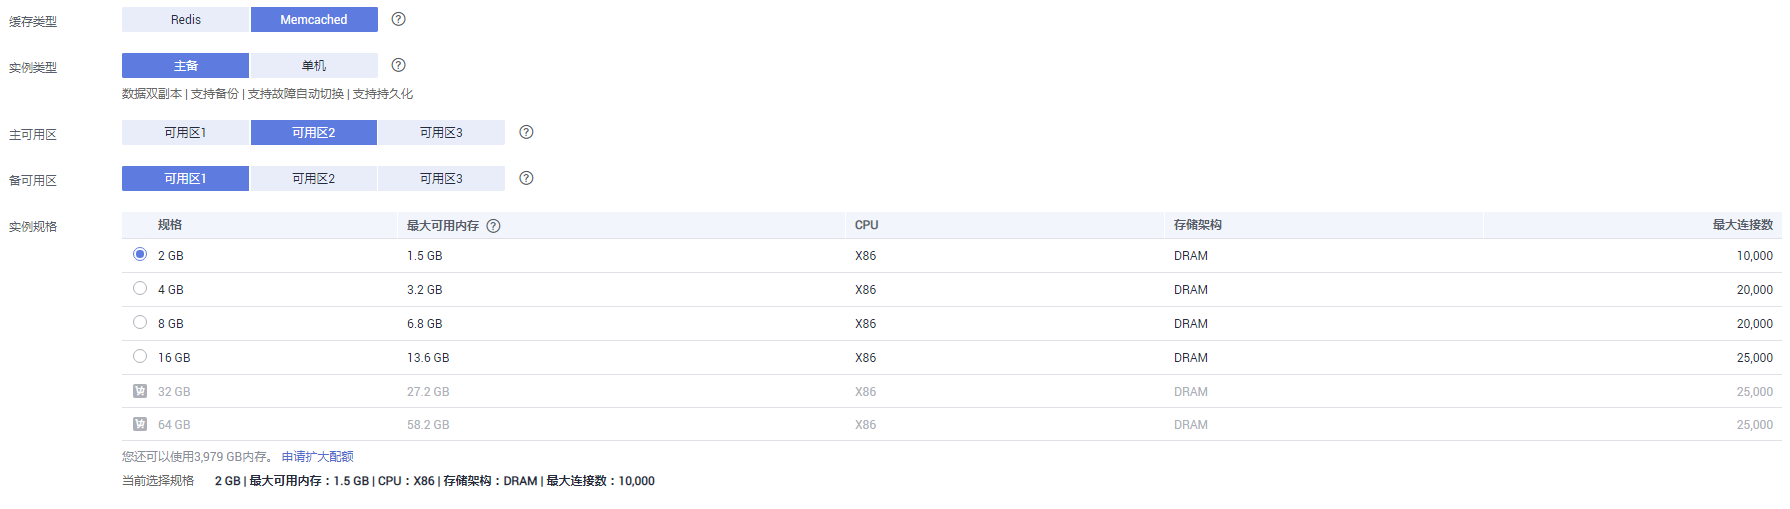 缓存类型 Redis Memcached ?
实例类型 主备 单机 ?
数据双副本 | 支持备份 | 支持故障自动切换 | 支持持久化
主可用区 可用区1 可用区2 可用区3 ?
备可用区 可用区1 可用区2 可用区3 ?
实例规格 规格 最大可用内存 ? CPU 存储架构 最大连接数
2 GB 1.5 GB X86 DRAM 10,000
4 GB 3.2 GB X86 DRAM 20,000
8 GB 6.8 GB X86 DRAM 20,000
16 GB 13.6 GB X86 DRAM 25,000
32 GB 27.2 GB X86 DRAM 25,000
64 GB 58.2 GB X86 DRAM 25,000
您还可以使用3,979 GB内存。 申请扩大配额
当前选择规格 2 GB | 最大可用内存：1.5 GB | CPU：X86 | 存储架构：DRAM | 最大连接数：10,000